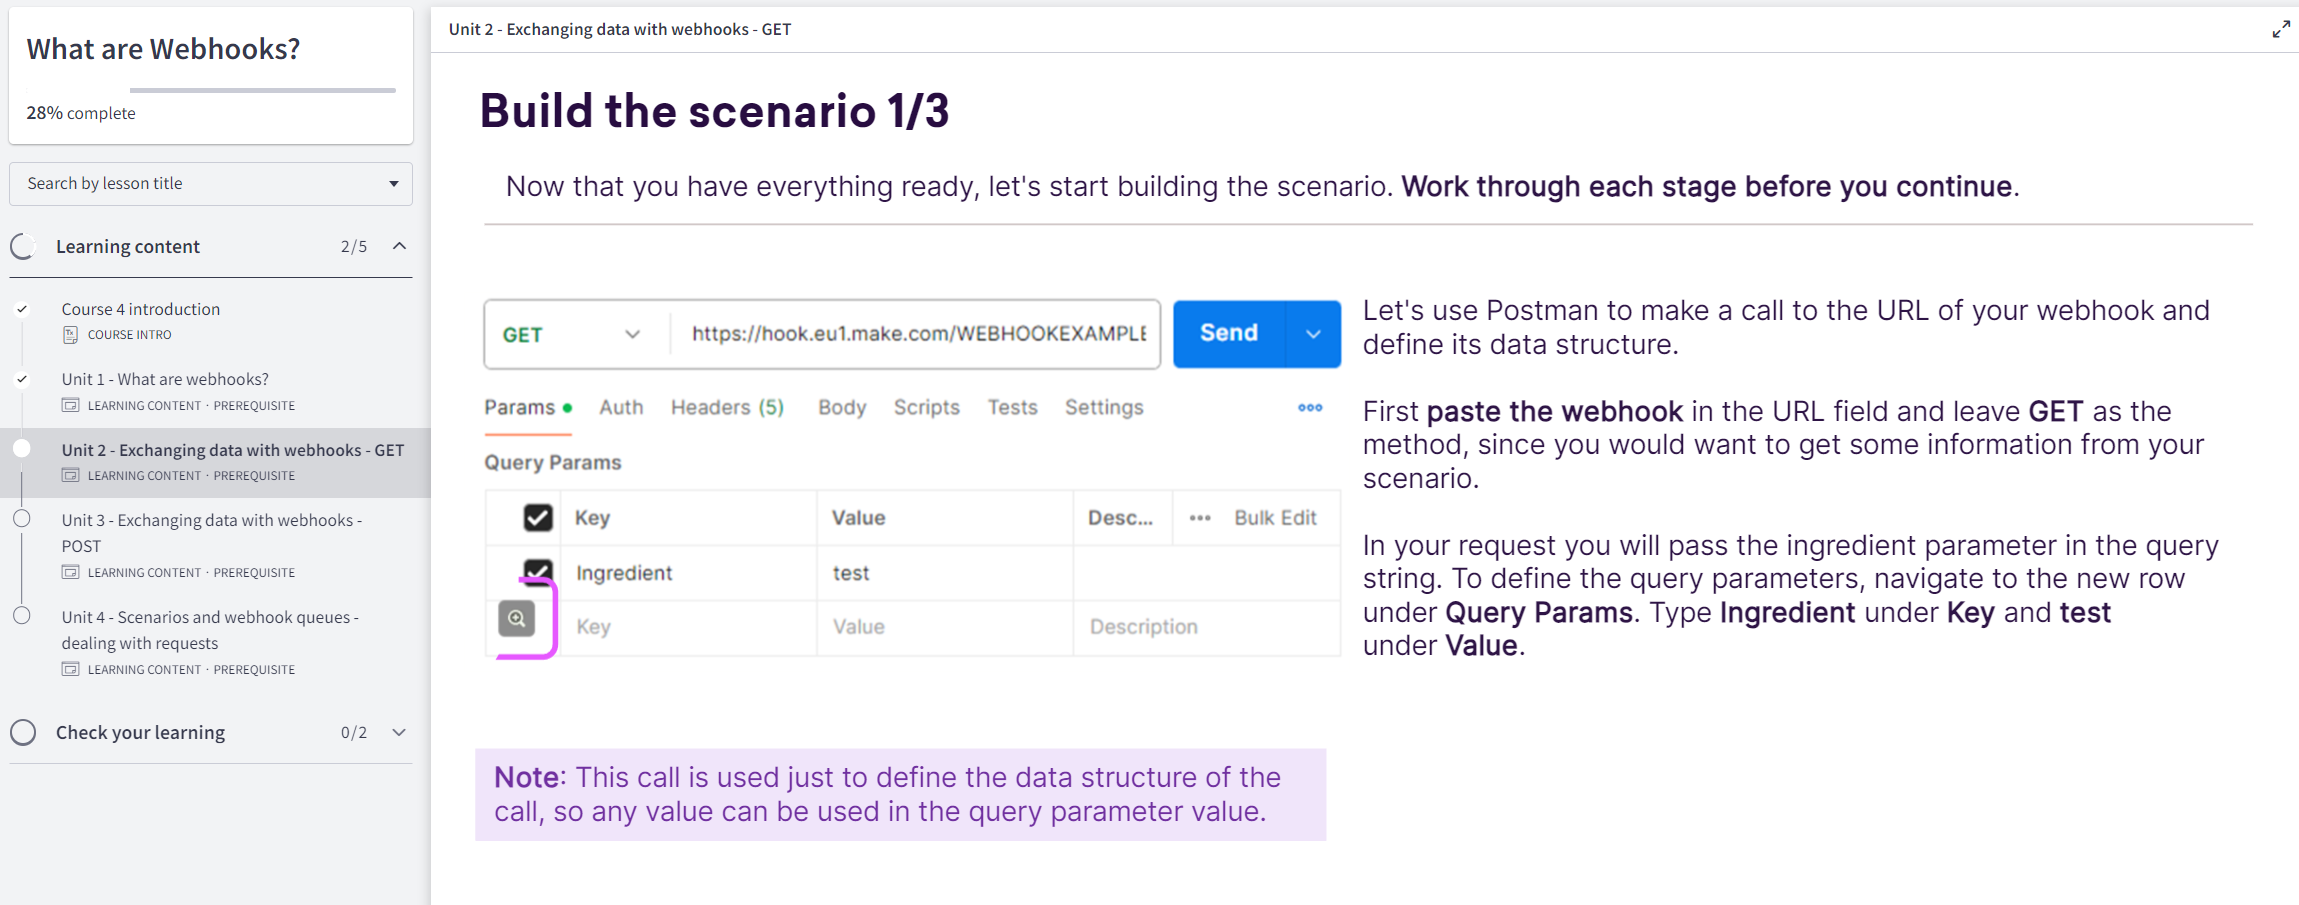 What are Webhooks?
28% complete
Search by lesson title
Learning content 2/5
Course 4 introduction
COURSE INTRO
Unit 1 - What are webhooks?
LEARNING CONTENT · PREREQUISITE
Unit 2 - Exchanging data with webhooks - GET
LEARNING CONTENT · PREREQUISITE
Unit 3 - Exchanging data with webhooks -
POST
LEARNING CONTENT · PREREQUISITE
Unit 4 - Scenarios and webhook queues -
dealing with requests
LEARNING CONTENT · PREREQUISITE
Check your learning 0/2
Unit 2 - Exchanging data with webhooks - GET
Build the scenario 1/3
Now that you have everything ready, let's start building the scenario. Work through each stage before you continue.
GET https://hook.eu1.make.com/WEBHOOKEXAMPLE Send
Params Auth Headers (5) Body Scripts Tests Settings
Query Params
Key Value Desc... Bulk Edit
Ingredient test
Key Value Description
Let's use Postman to make a call to the URL of your webhook and
define its data structure.
First paste the webhook in the URL field and leave GET as the
method, since you would want to get some information from your
scenario.
In your request you will pass the ingredient parameter in the query
string. To define the query parameters, navigate to the new row
under Query Params. Type Ingredient under Key and test
under Value.
Note: This call is used just to define the data structure of the
call, so any value can be used in the query parameter value.